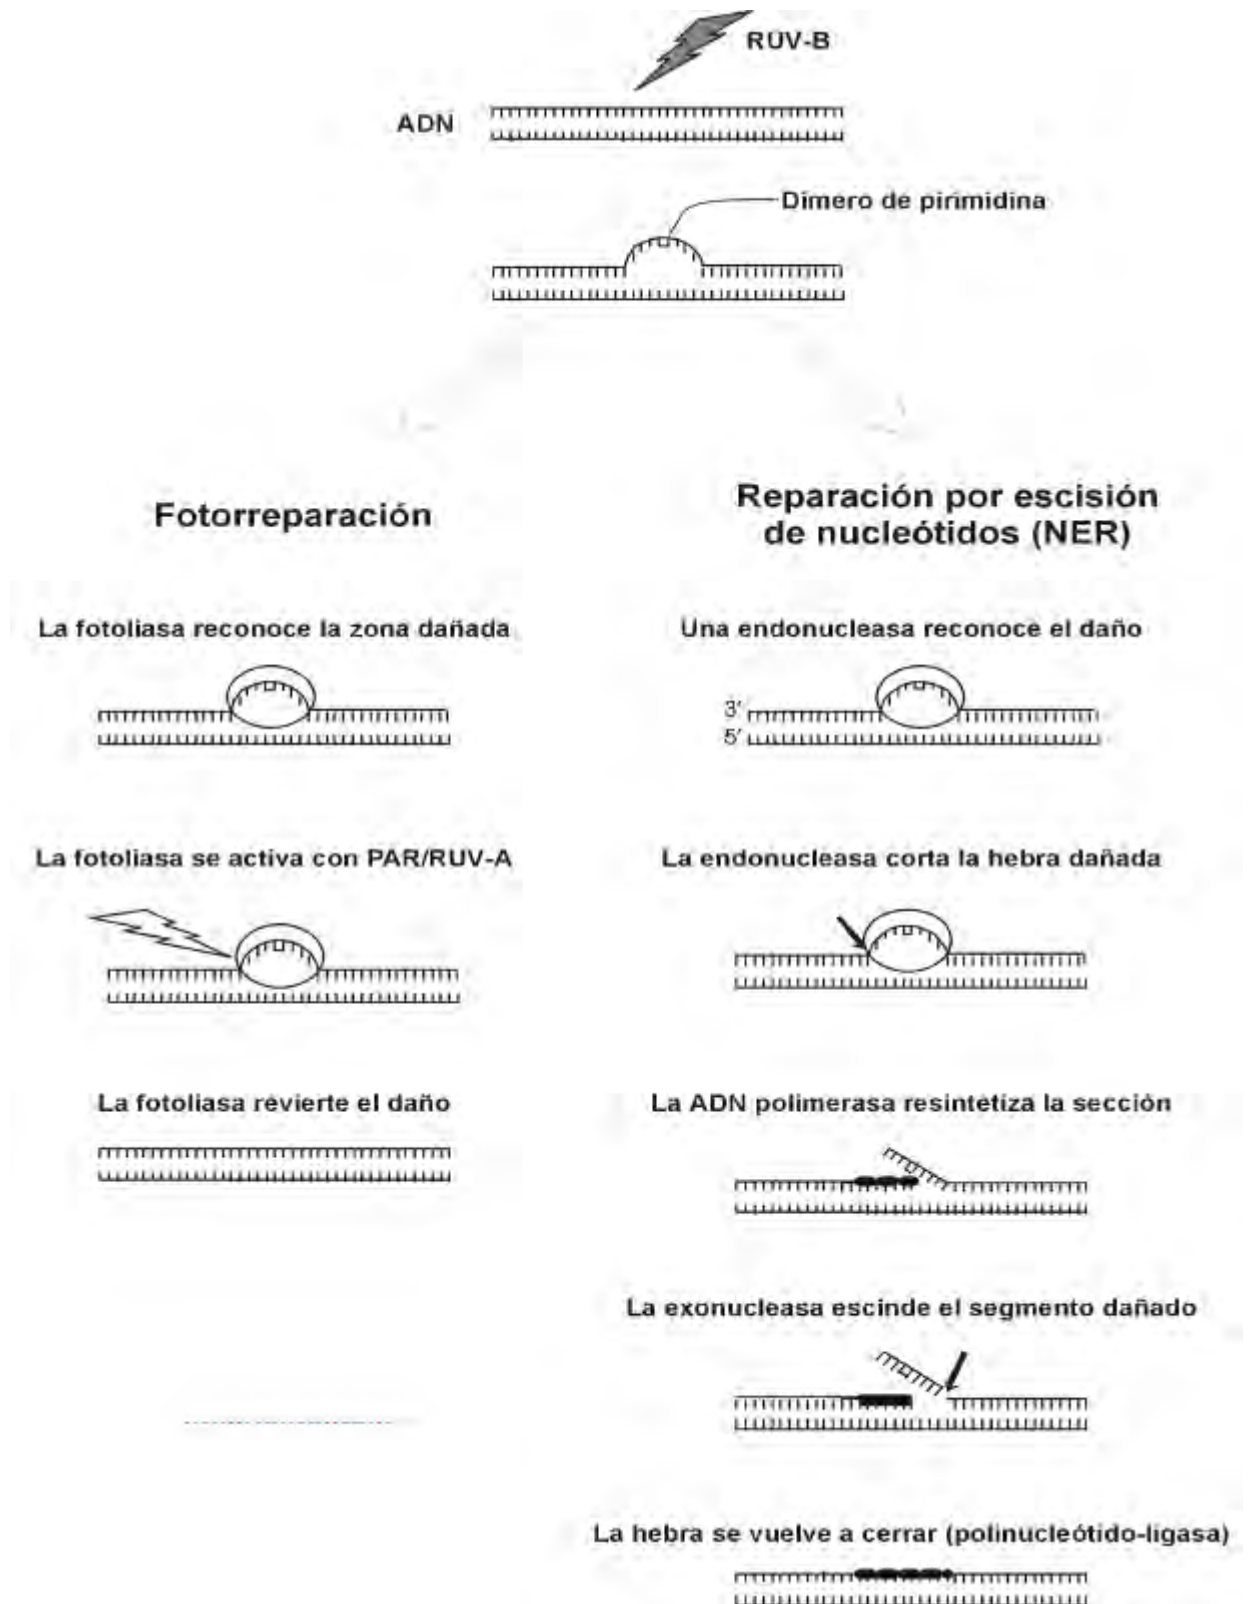 RUV-B
ADN
Dímero de pirimidina
Fotorreparación
Reparación por escisión
de nucleótidos (NER)
La fotoliasa reconoce la zona dañada
Una endonucleasa reconoce el daño
3'
5'
La fotoliasa se activa con PAR/RUV-A
La endonucleasa corta la hebra dañada
La fotoliasa revierte el daño
La ADN polimerasa resintetiza la sección
La exonucleasa escinde el segmento dañado
La hebra se vuelve a cerrar (polinucleótido-ligasa)